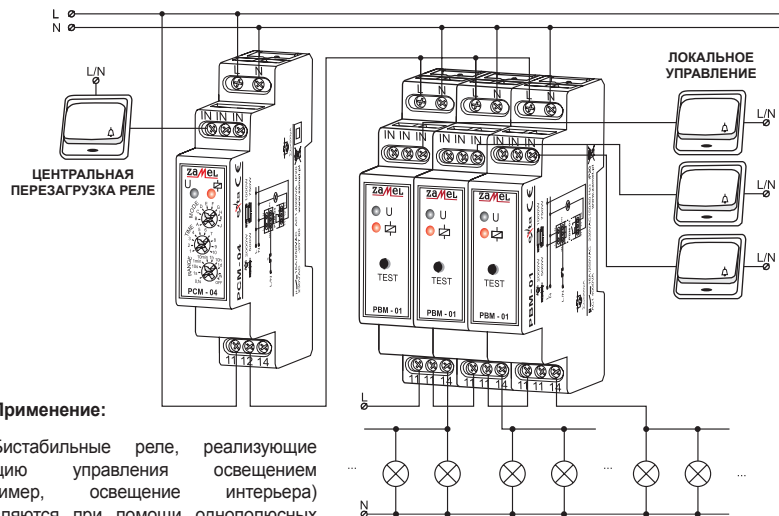 L
N
L/N
ЦЕНТРАЛЬНАЯ
ПЕРЕЗАГРУЗКА РЕЛЕ
L N
IN IN IN
zaMeL
U
MODE
TIME
RANGE
PCM - 04
PCM-04
11 12 14
L N L N L N
IN IN IN IN IN IN IN IN IN
zaMeL zaMeL zaMeL
U U U
TEST TEST TEST
PBM - 01 PBM - 01 PBM - 01
PBM-01
11 11 14 11 11 14 11 11 14
ЛОКАЛЬНОЕ
УПРАВЛЕНИЕ
L/N
L/N
L/N
L
... ... ...
N
Применение:
Бистабильные реле, реализующие
цию управления освещением
имер, освещение интерьера)
ляются при помощи однополюсных